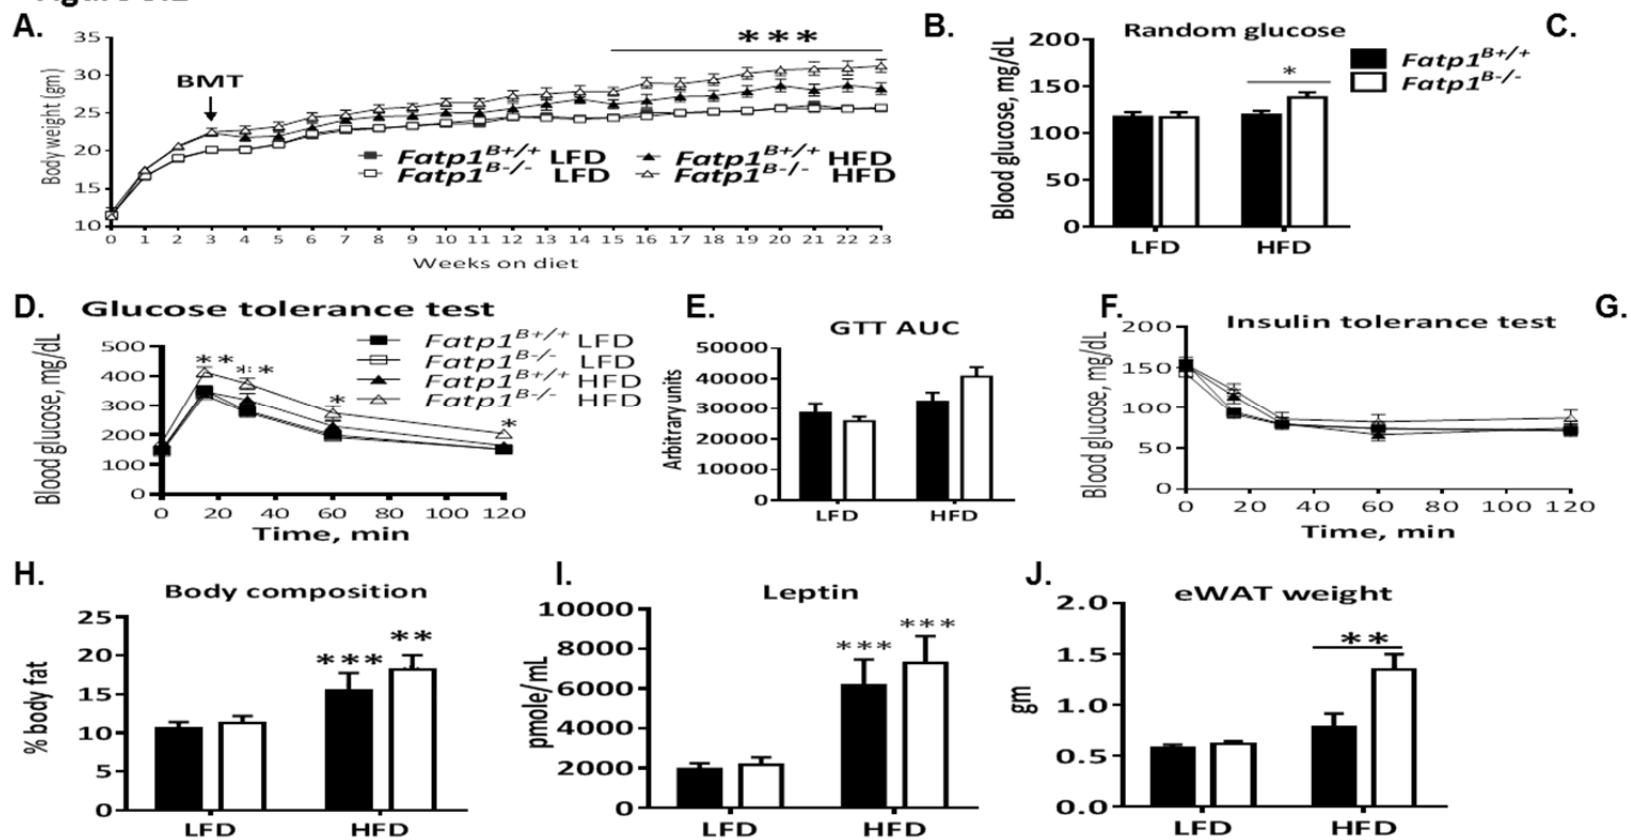 A.
35
30
25
20
15
10
Body weight (gm)
BMT
***
Fatp1B+/+ LFD
Fatp1B-/- LFD
Fatp1B+/+ HFD
Fatp1B-/- HFD
0 1 2 3 4 5 6 7 8 9 10 11 12 13 14 15 16 17 18 19 20 21 22 23
Weeks on diet
B.
Random glucose
200
150
100
50
0
Blood glucose, mg/dL
*
LFD HFD
Fatp1B+/+
Fatp1B-/-
C.
D.
Glucose tolerance test
500
400
300
200
100
0
Blood glucose, mg/dL
**
**
*
*
Fatp1B+/+ LFD
Fatp1B-/- LFD
Fatp1B+/+ HFD
Fatp1B-/- HFD
0 20 40 60 80 100 120
Time, min
E.
GTT AUC
50000
40000
30000
20000
10000
0
Arbitrary units
LFD HFD
F.
Insulin tolerance test
200
150
100
50
0
Blood glucose, mg/dL
0 20 40 60 80 100 120
Time, min
G.
H.
Body composition
25
20
15
10
5
0
% body fat
***
**
LFD HFD
I.
Leptin
10000
8000
6000
4000
2000
0
pmole/mL
***
***
LFD HFD
J.
eWAT weight
2.0
1.5
1.0
0.5
0.0
gm
**
LFD HFD